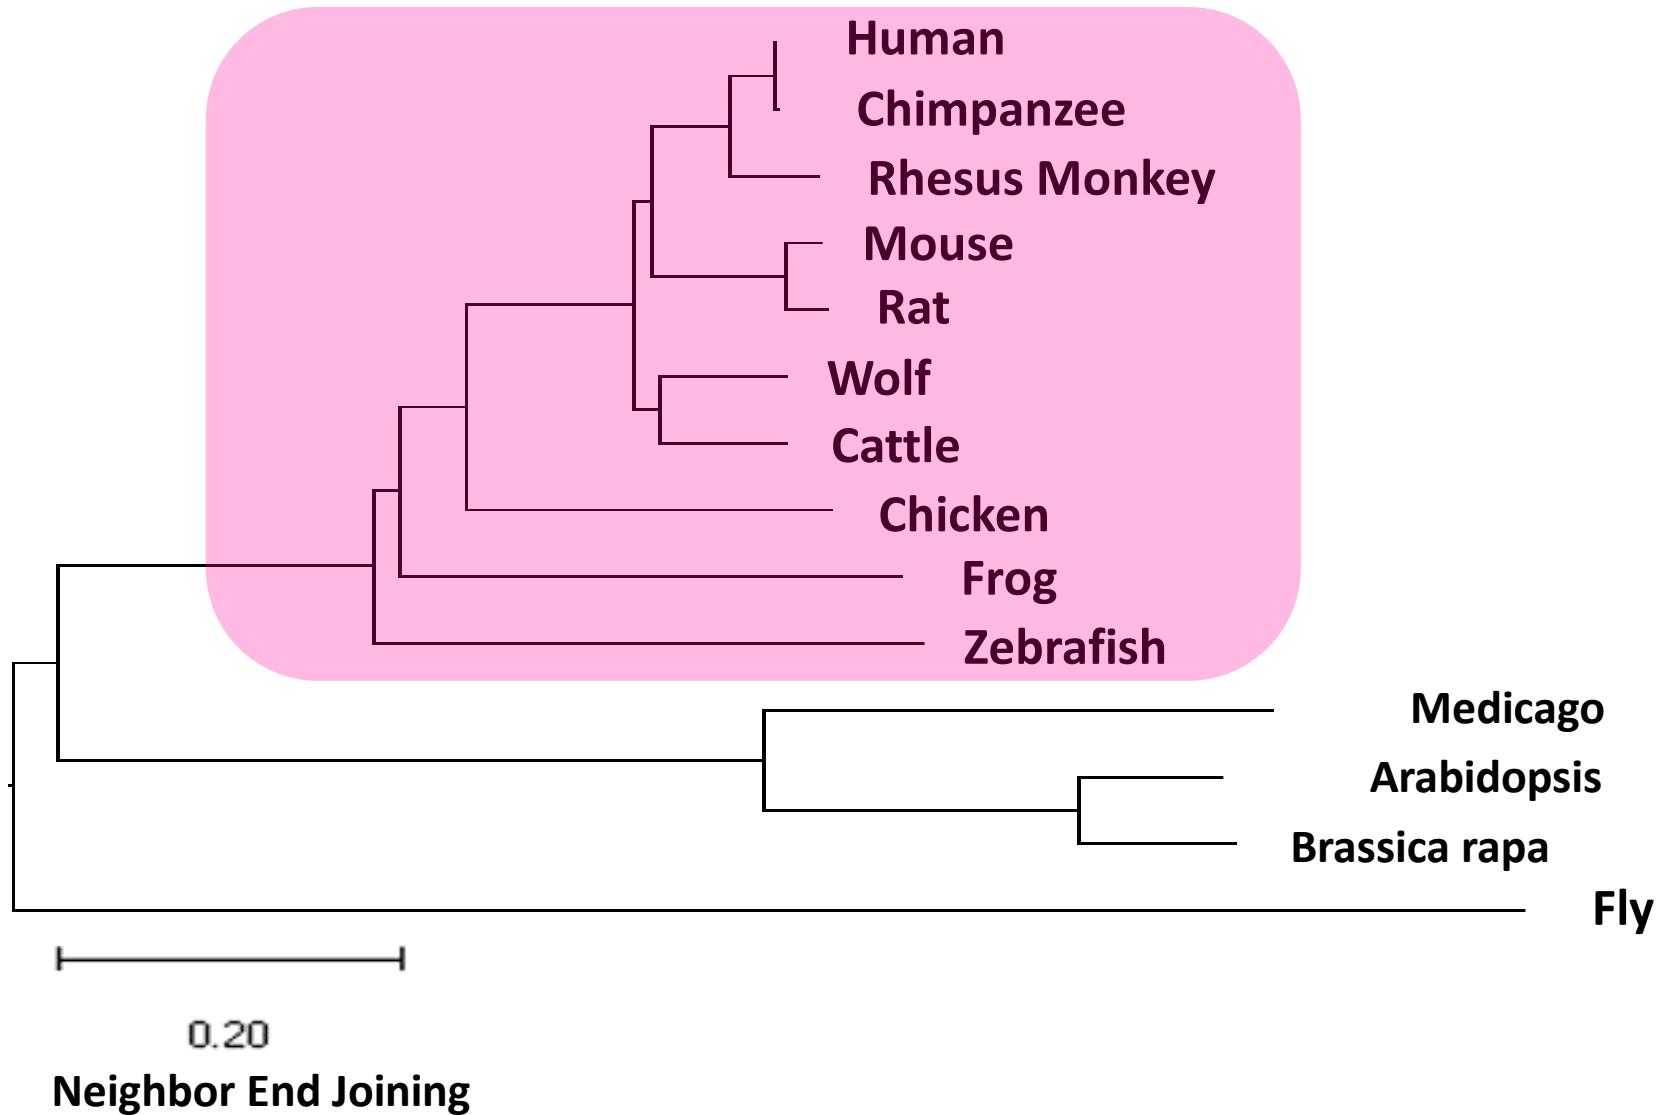 Human
Chimpanzee
Rhesus Monkey
Mouse
Rat
Wolf
Cattle
Chicken
Frog
Zebrafish
Medicago
Arabidopsis
Brassica rapa
Fly
0.20
Neighbor End Joining